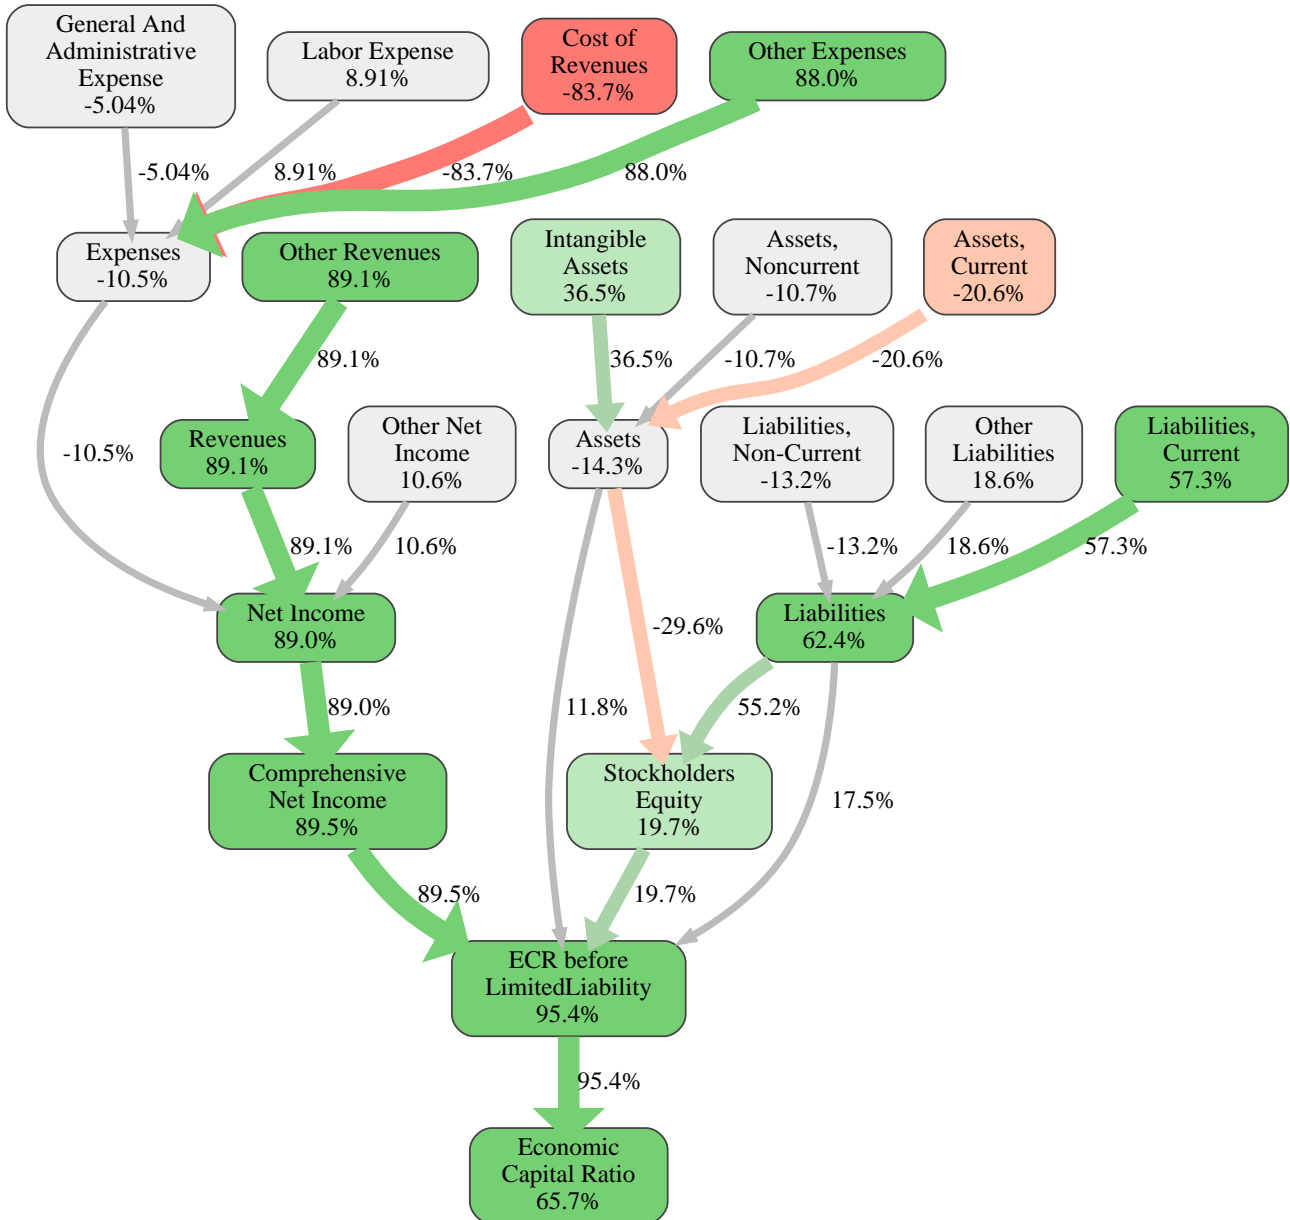 General And
Administrative
Expense
-5.04%
Labor Expense
8.91%
Cost of
Revenues
-83.7%
Other Expenses
88.0%
-5.04%
8.91%
-83.7%
88.0%
Expenses
-10.5%
Other Revenues
89.1%
Intangible
Assets
36.5%
Assets,
Noncurrent
-10.7%
Assets,
Current
-20.6%
89.1%
36.5%
-10.7%
-20.6%
-10.5%
Revenues
89.1%
Other Net
Income
10.6%
Assets
-14.3%
Liabilities,
Non-Current
-13.2%
Other
Liabilities
18.6%
Liabilities,
Current
57.3%
89.1%
10.6%
-13.2%
18.6%
57.3%
Net Income
89.0%
-29.6%
Liabilities
62.4%
89.0%
11.8%
55.2%
Comprehensive
Net Income
89.5%
Stockholders
Equity
19.7%
17.5%
89.5%
19.7%
ECR before
LimitedLiability
95.4%
95.4%
Economic
Capital Ratio
65.7%